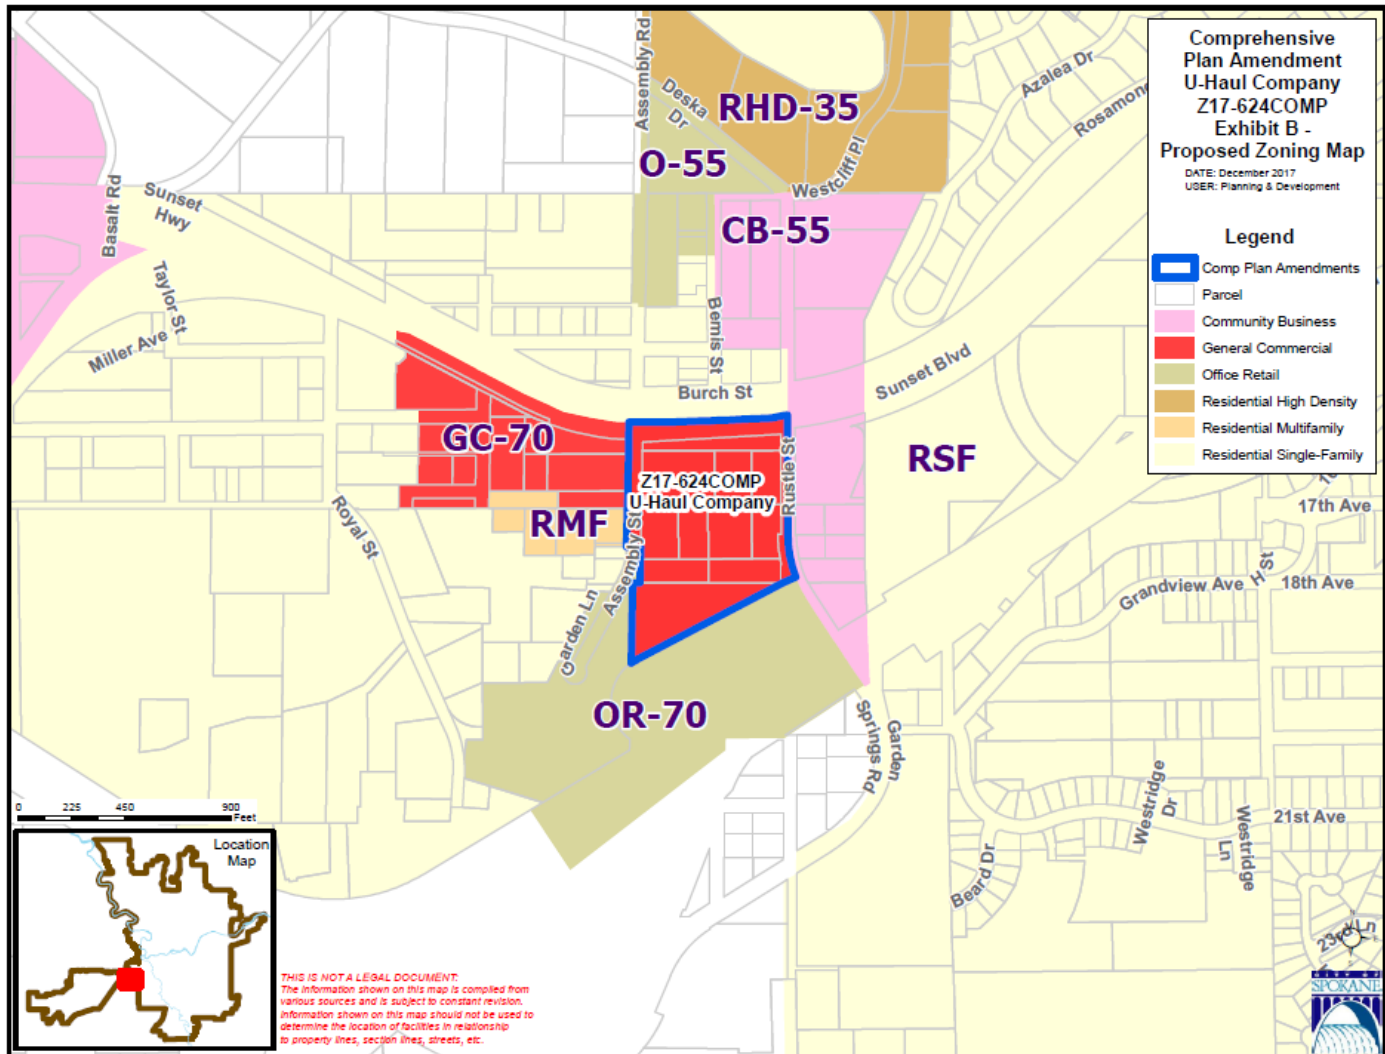 Comprehensive
Plan Amendment
U-Haul Company
Z17-624COMP
Exhibit B -
Proposed Zoning Map
DATE: December 2017
USER: Planning & Development
Legend
Comp Plan Amendments
Parcel
Community Business
General Commercial
Office Retail
Residential High Density
Residential Multifamily
Residential Single-Family
Assembly Rd
Deska
Dr
RHD-35
Azalea Dr
Rosamond
O-55
Westcliff Pl
Basalt Rd
Sunset
Hwy
CB-55
Taylor St
Miller Ave
Bemis St
Burch St
Sunset Blvd
GC-70
Rustle St
RSF
Z17-624COMP
U-Haul Company
RMF
Royal St
Assembly St
Garden Ln
17th Ave
H St
18th Ave
Grandview Ave
OR-70
Garden
Springs Rd
Westridge
Dr
21st Ave
Westridge
Ln
Beard Dr
23rd Ln
0 225 450 900
Feet
Location
Map
THIS IS NOT A LEGAL DOCUMENT:
The information shown on this map is compiled from
various sources and is subject to constant revision.
Information shown on this map should not be used to
determine the location of facilities in relationship
to property lines, section lines, streets, etc.
SPOKANE